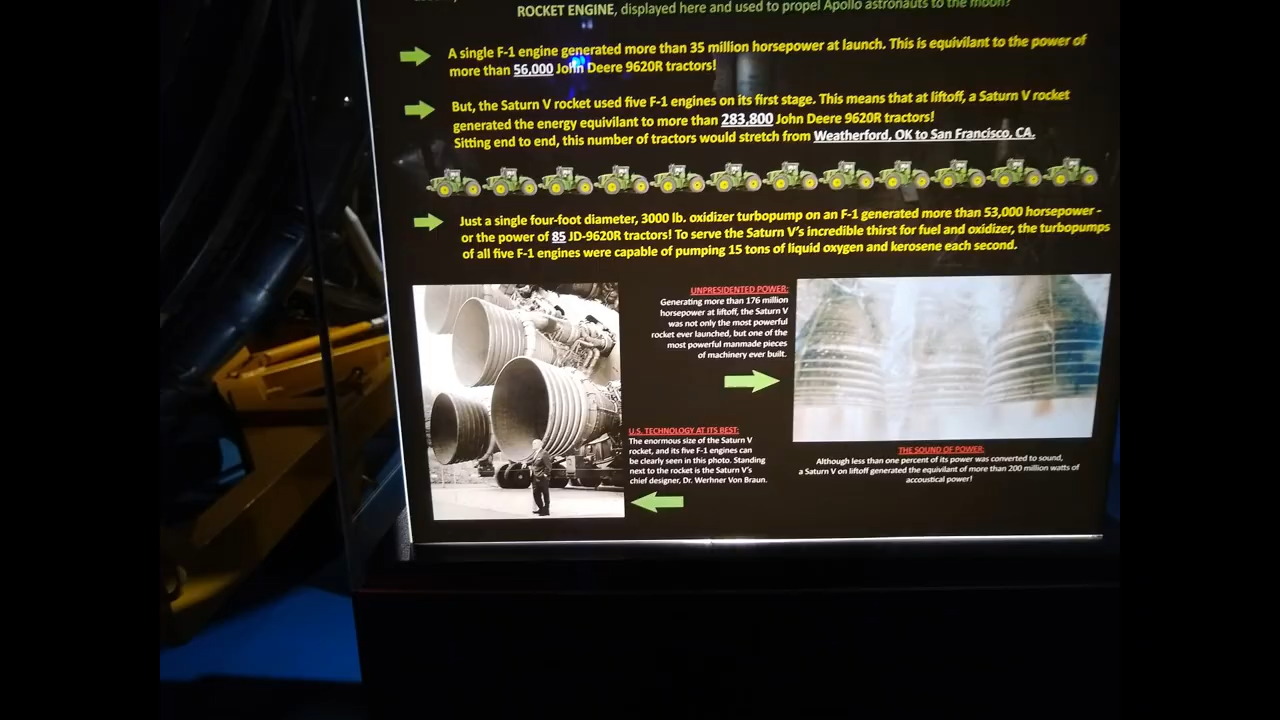 ROCKET ENGINE, displayed here and used to propel Apollo astronauts to the moon?
A single F-1 engine generated more than 35 million horsepower at launch. This is equivilant to the power of
more than 56,000 John Deere 9620R tractors!
But, the Saturn V rocket used five F-1 engines on its first stage. This means that at liftoff, a Saturn V rocket
generated the energy equivilant to more than 283,800 John Deere 9620R tractors!
Sitting end to end, this number of tractors would stretch from Weatherford, OK to San Francisco, CA.
Just a single four-foot diameter, 3000 lb. oxidizer turbopump on an F-1 generated more than 53,000 horsepower -
or the power of 85 JD-9620R tractors! To serve the Saturn V's incredible thirst for fuel and oxidizer, the turbopumps
of all five F-1 engines were capable of pumping 15 tons of liquid oxygen and kerosene each second.
UNPRESIDENTED POWER:
Generating more than 176 million
horsepower at liftoff, the Saturn V
was not only the most powerful
rocket ever launched, but one of the
most powerful manmade pieces
of machinery ever built.
U.S. TECHNOLOGY AT ITS BEST:
The enormous size of the Saturn V
rocket, and its five F-1 engines can
be clearly seen in this photo. Standing
next to the rocket is the Saturn V's
chief designer, Dr. Werhner Von Braun.
THE SOUND OF POWER:
Although less than one percent of its power was converted to sound,
a Saturn V on liftoff generated the equivilant of more than 200 million watts of
accoustical power!